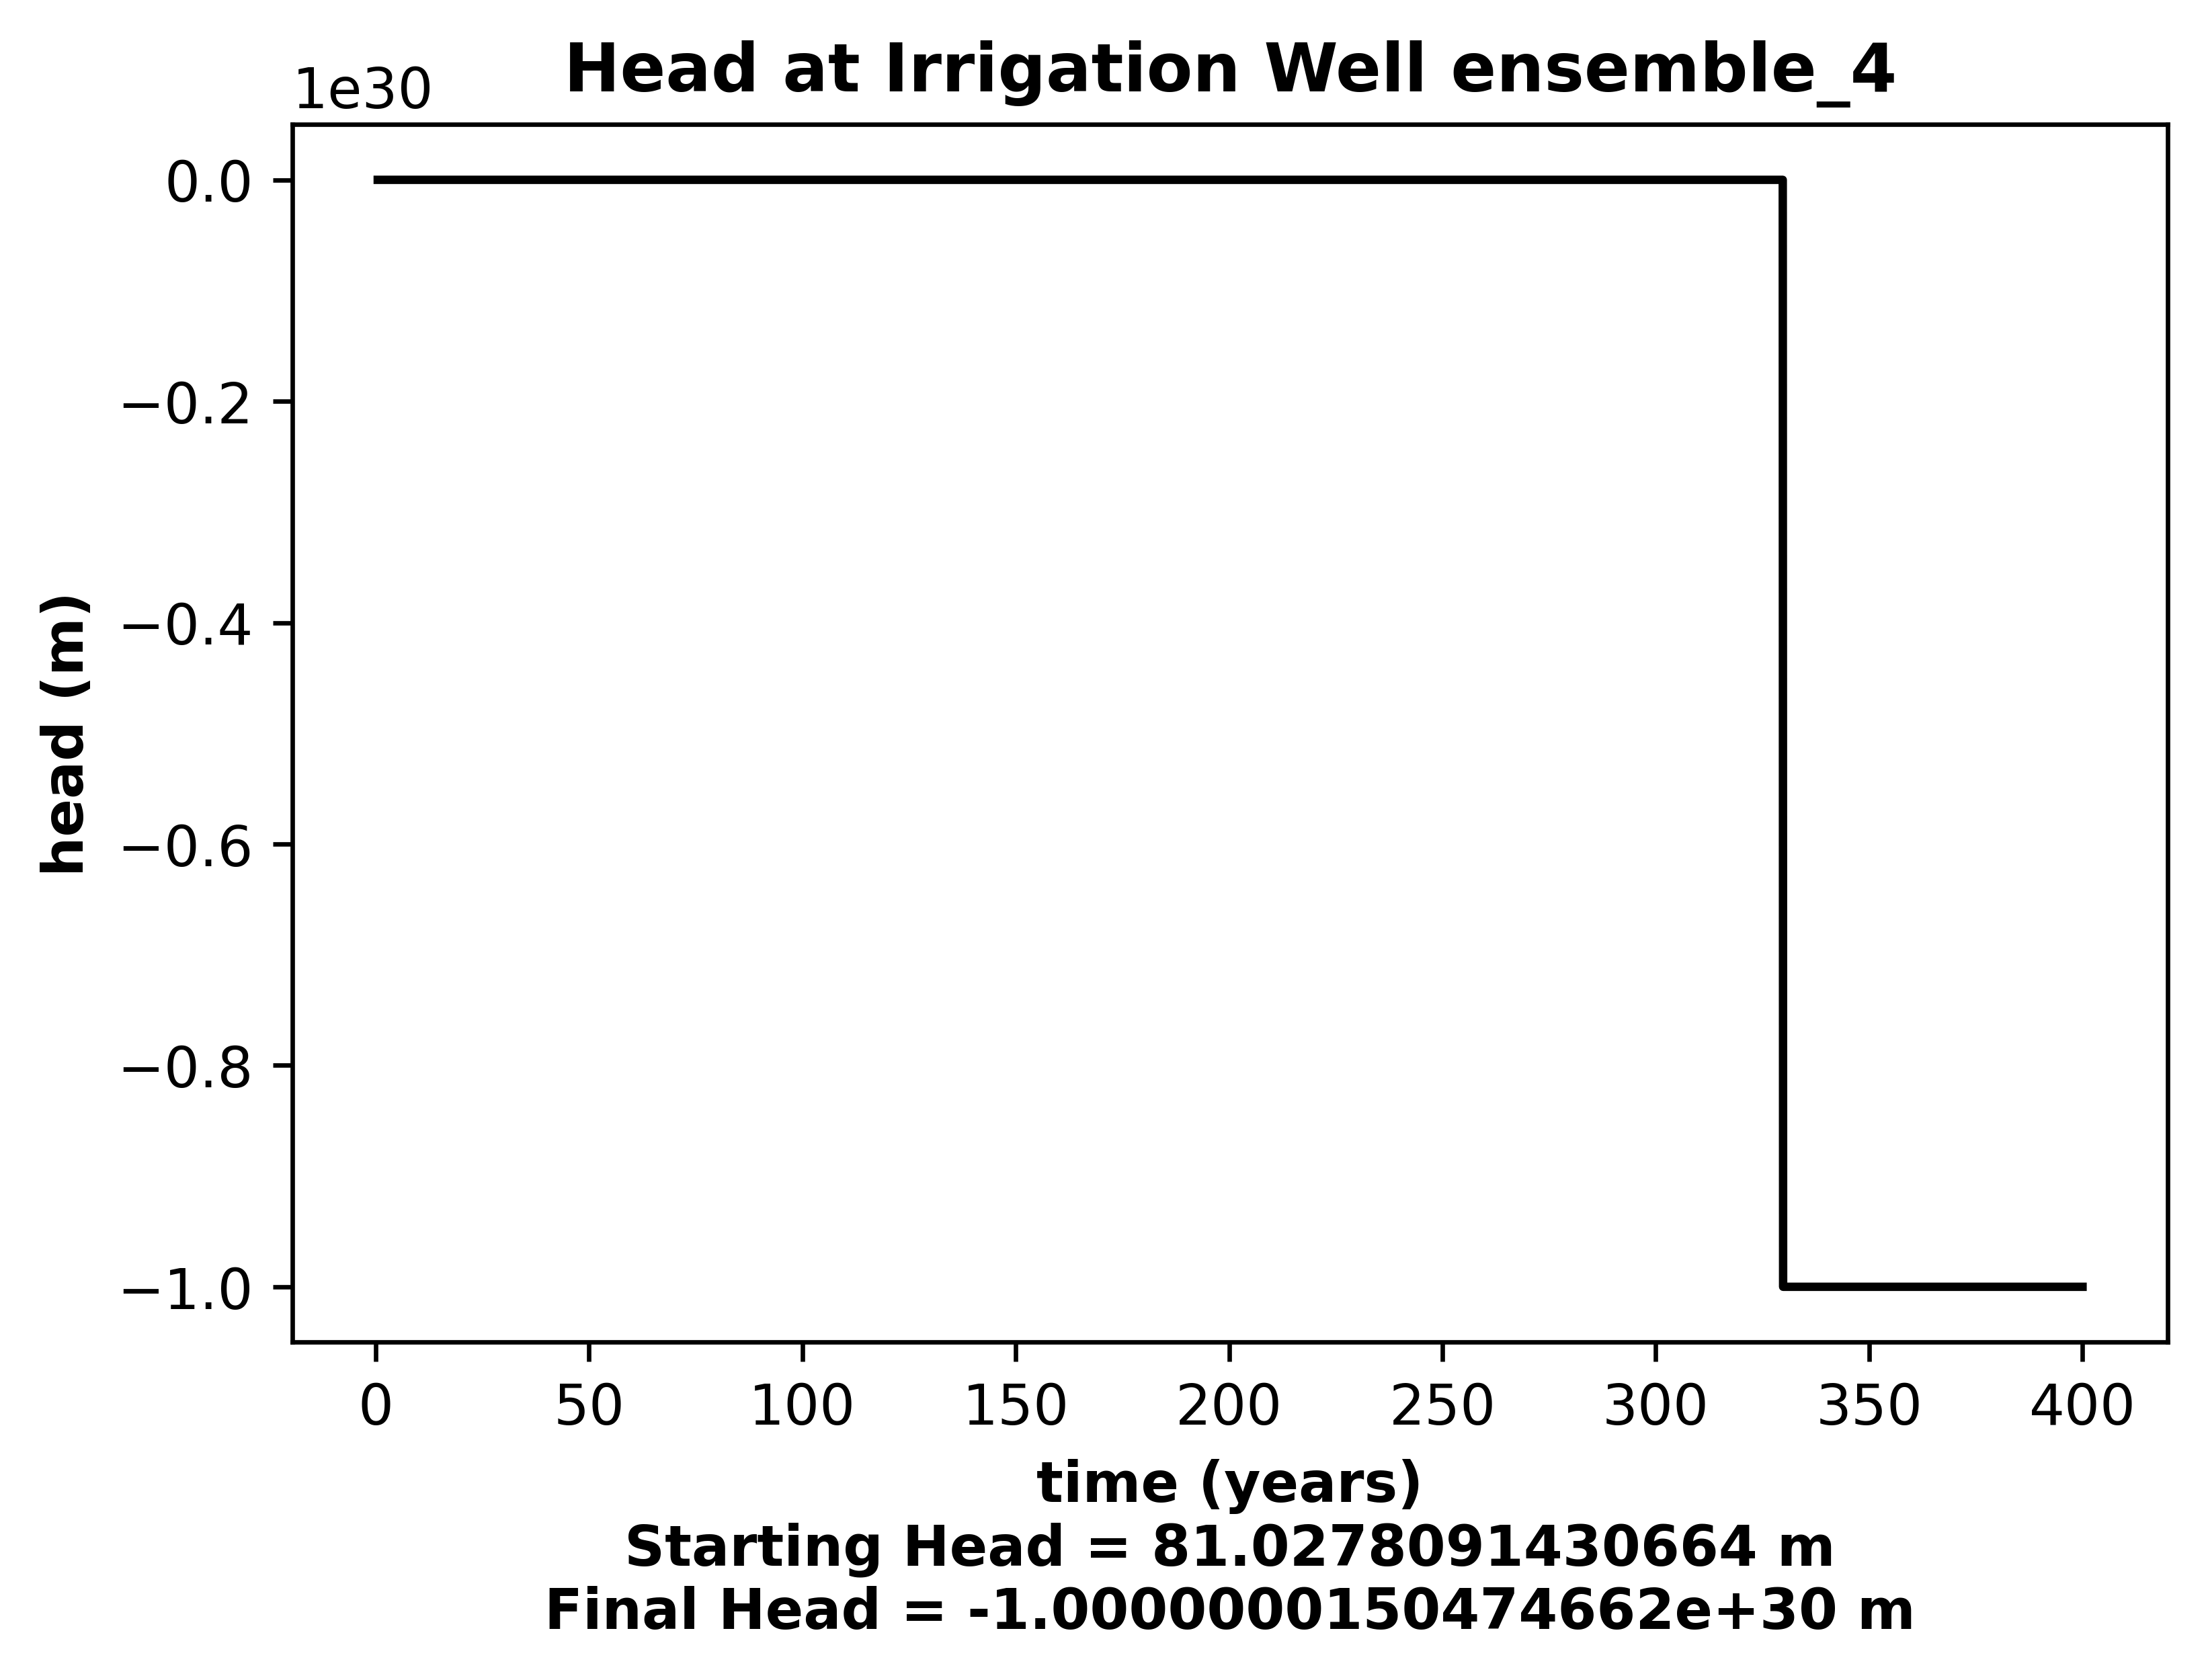 Head at Irrigation Well ensemble_4
1e30
0.0
−0.2
−0.4
−0.6
−0.8
−1.0
head (m)
0 50 100 150 200 250 300 350 400
time (years)
Starting Head = 81.0278091430664 m
Final Head = -1.0000000150474662e+30 m